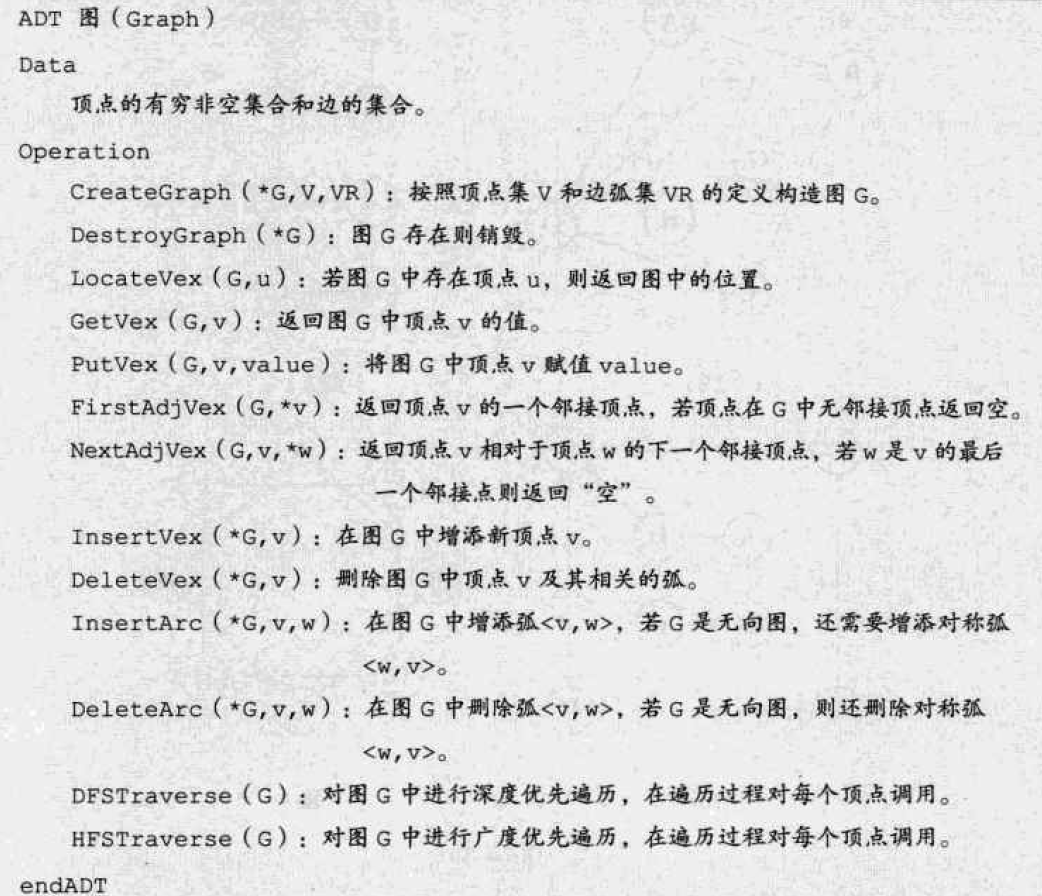 ADT 图(Graph)
Data
顶点的有穷非空集合和边的集合。
Operation
CreateGraph(*G,V,VR):按照顶点集 V 和边弧集 VR 的定义构造图 G。
DestroyGraph(*G):图 G 存在则销毁。
LocateVex(G,u):若图 G 中存在顶点 u,则返回图中的位置。
GetVex(G,v):返回图 G 中顶点 v 的值。
PutVex(G,v,value):将图 G 中顶点 v 赋值 value。
FirstAdjVex(G,*v):返回顶点 v 的一个邻接顶点,若顶点在 G 中无邻接顶点返回空。
NextAdjVex(G,v,*w):返回顶点 v 相对于顶点 w 的下一个邻接顶点,若 w 是 v 的最后
一个邻接点则返回“空”。
InsertVex(*G,v):在图 G 中增添新顶点 v。
DeleteVex(*G,v):删除图 G 中顶点 v 及其相关的弧。
InsertArc(*G,v,w):在图 G 中增添弧<v,w>,若 G 是无向图,还需要增添对称弧
<w,v>。
DeleteArc(*G,v,w):在图 G 中删除弧<v,w>,若 G 是无向图,则还删除对称弧
<w,v>。
DFSTraverse(G):对图 G 中进行深度优先遍历,在遍历过程对每个顶点调用。
HFSTraverse(G):对图 G 中进行广度优先遍历,在遍历过程对每个顶点调用。
endADT